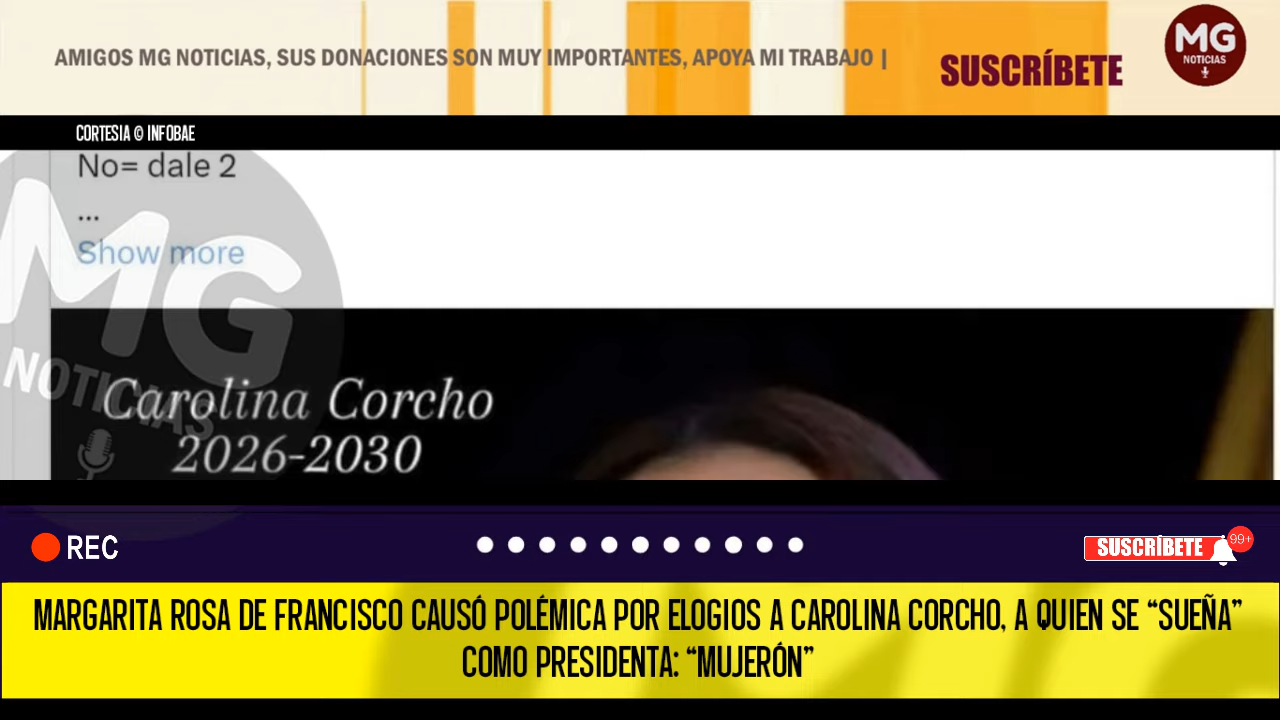 AMIGOS MG NOTICIAS, SUS DONACIONES SON MUY IMPORTANTES, APOYA MI TRABAJO |
SUSCRÍBETE
MG
NOTICIAS
CORTESIA © INFOBAE
No= dale 2
...
Show more
MG
NOTICIAS
Carolina Corcho
2026-2030
REC
SUSCRÍBETE
99+
MARGARITA ROSA DE FRANCISCO CAUSÓ POLÉMICA POR ELOGIOS A CAROLINA CORCHO, A QUIEN SE “SUEÑA”
COMO PRESIDENTA: “MUJERÓN”